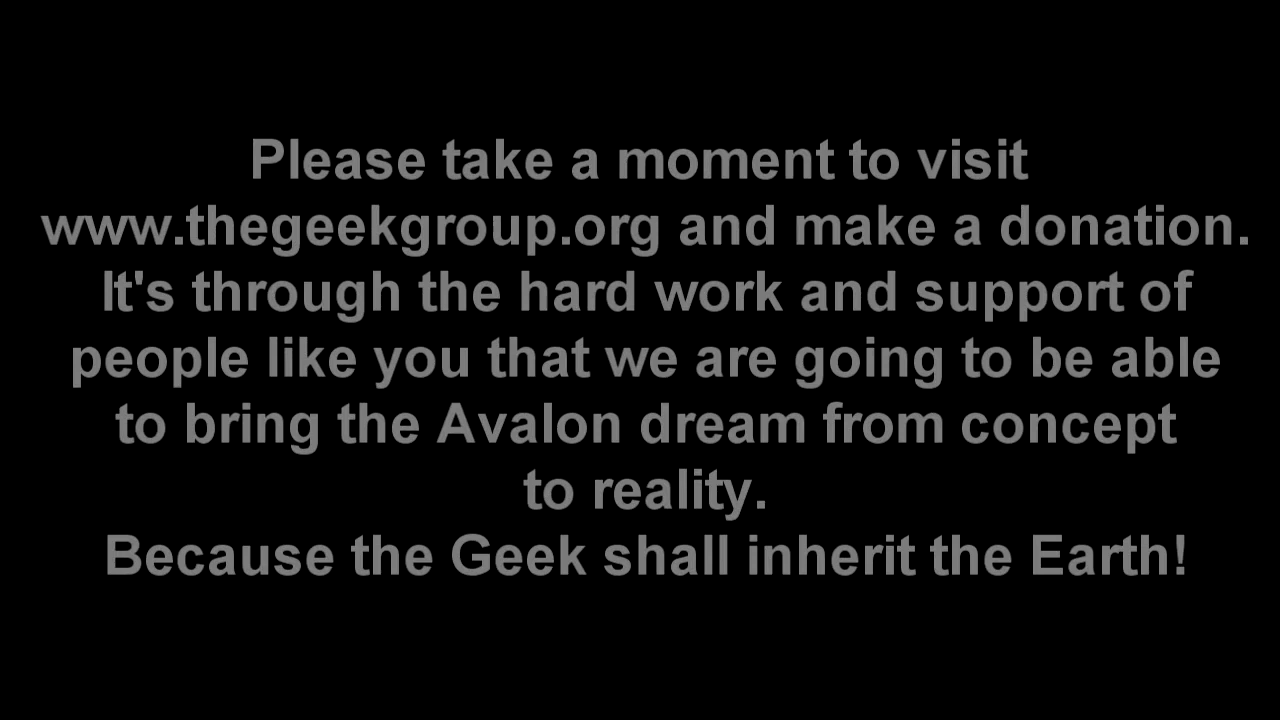 Please take a moment to visit
www.thegeekgroup.org and make a donation.
It's through the hard work and support of
people like you that we are going to be able
to bring the Avalon dream from concept
to reality.
Because the Geek shall inherit the Earth!